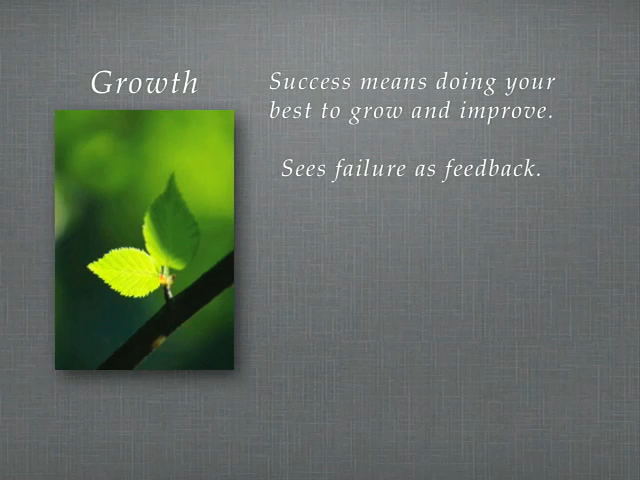 Growth
Success means doing your
best to grow and improve.
Sees failure as feedback.